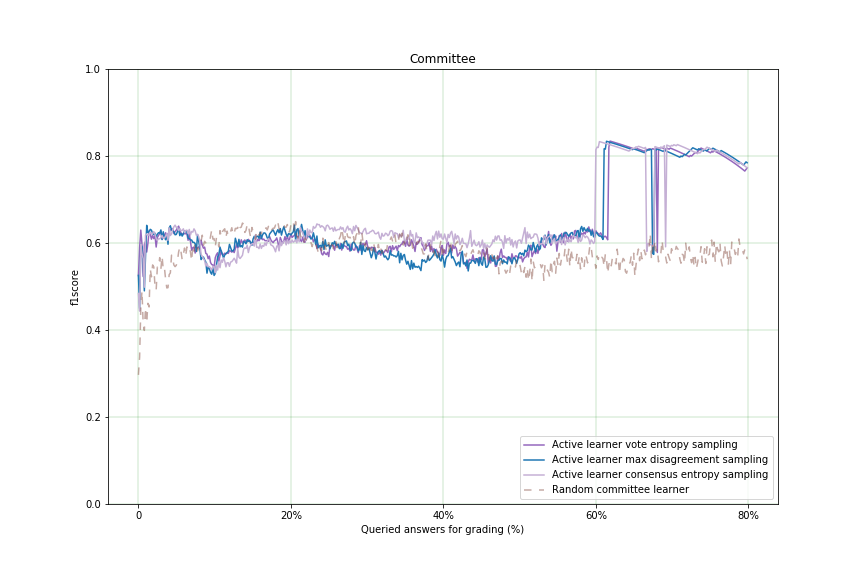 Committee
1.0
0.8
0.6
0.4
0.2
0.0
f1score
0
20%
40%
60%
80%
Queried answers for grading (%)
Active learner vote entropy sampling
Active learner max disagreement sampling
Active learner consensus entropy sampling
Random committee learner